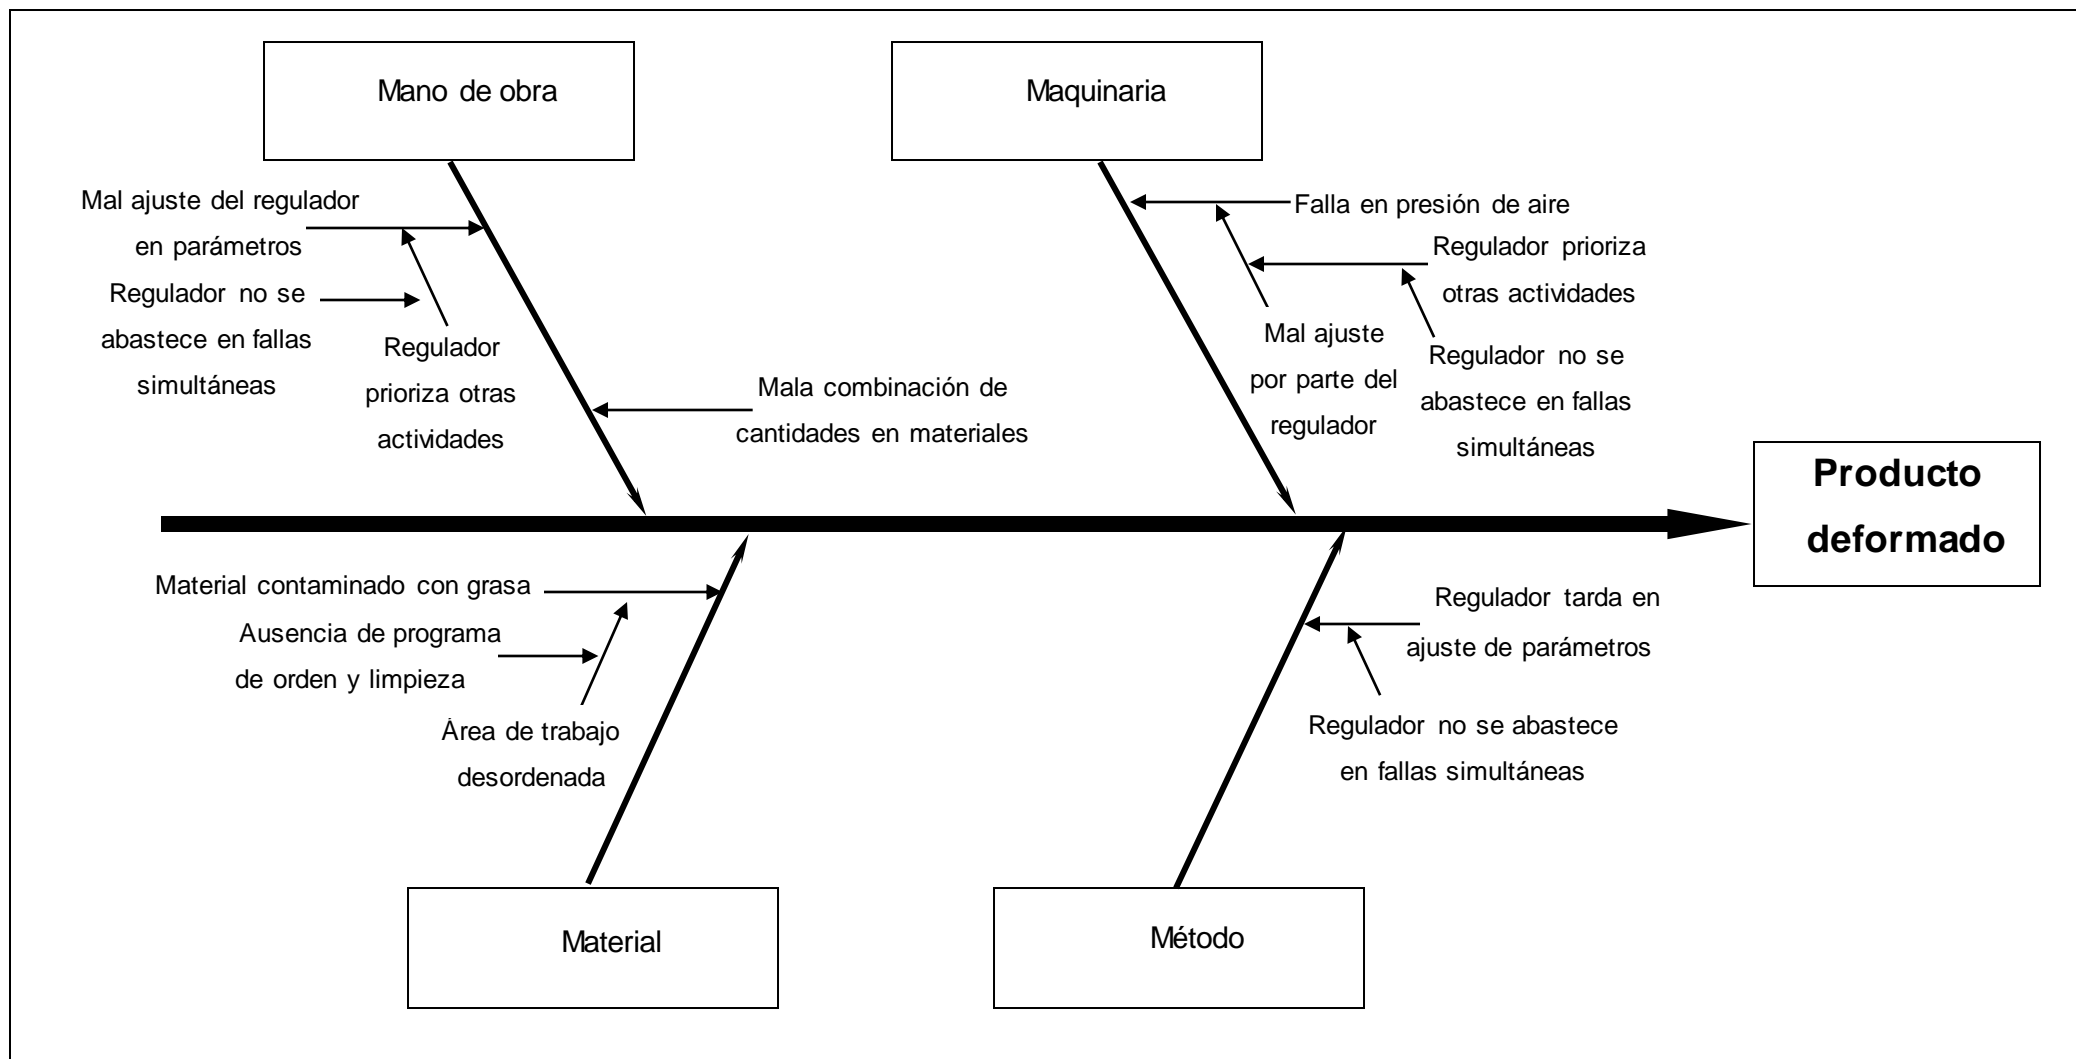 Mano de obra
Maquinaria
Mal ajuste del regulador
en parámetros
Regulador no se
abastece en fallas
simultáneas
Regulador
prioriza otras
actividades
Mala combinación de
cantidades en materiales
Falla en presión de aire
Regulador prioriza
otras actividades
Mal ajuste
por parte del
regulador
Regulador no se
abastece en fallas
simultáneas
Producto
deformado
Material contaminado con grasa
Ausencia de programa
de orden y limpieza
Área de trabajo
desordenada
Regulador tarda en
ajuste de parámetros
Regulador no se abastece
en fallas simultáneas
Material
Método